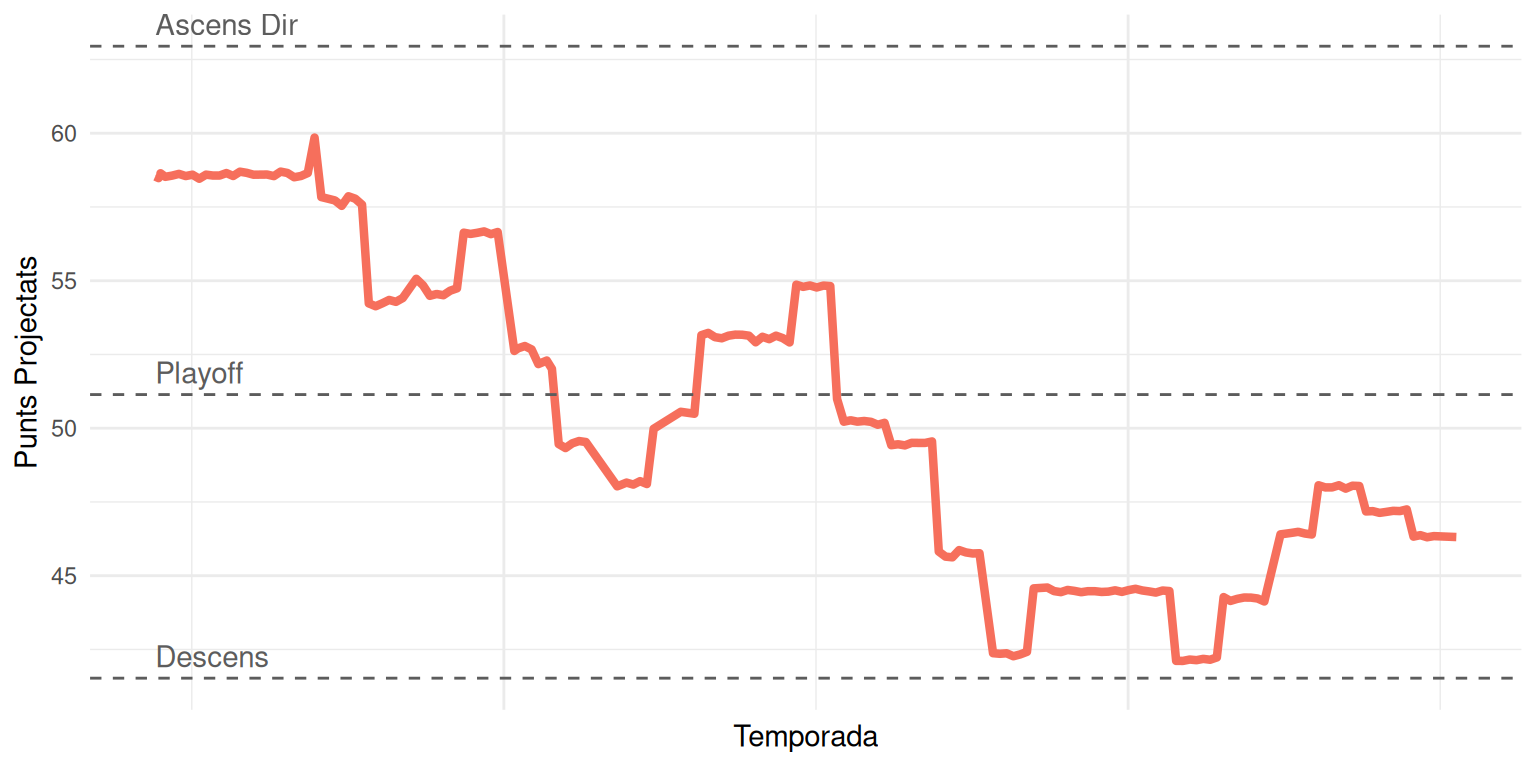 Ascens Dir
60
55
Playoff
50
45
Descens
Punts Projectats
Temporada